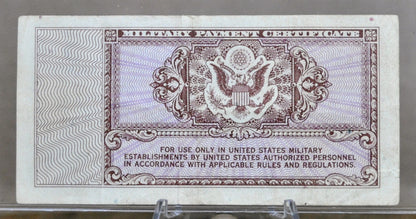 MILITARY PAYMENT CERTIFICATE
FOR USE ONLY IN UNITED STATES MILITARY
ESTABLISHMENTS BY UNITED STATES AUTHORIZED PERSONNEL
IN ACCORDANCE WITH APPLICABLE RULES AND REGULATIONS.